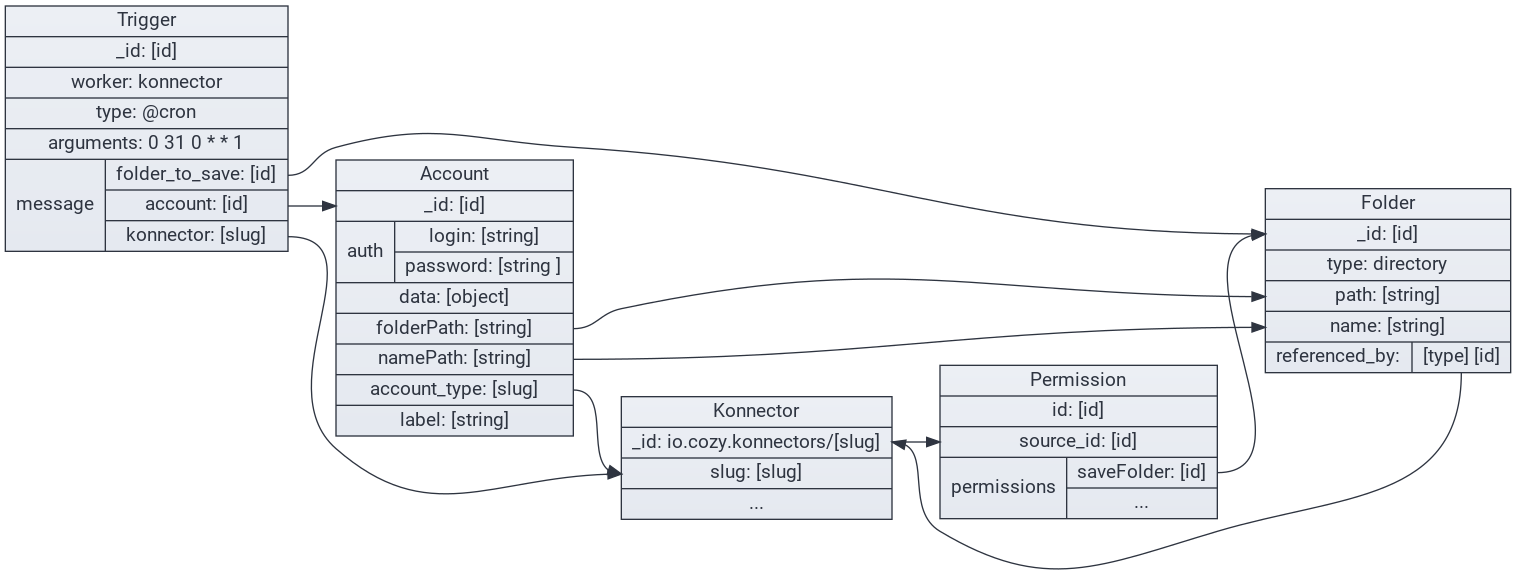 Trigger
_id: [id]
worker: konnector
type: @cron
arguments: 0 31 0 * * 1
message
folder_to_save: [id]
account: [id]
konnector: [slug]
Account
_id: [id]
auth
login: [string]
password: [string ]
data: [object]
folderPath: [string]
namePath: [string]
account_type: [slug]
label: [string]
Konnector
_id: io.cozy.konnectors/[slug]
slug: [slug]
...
Permission
id: [id]
source_id: [id]
permissions
saveFolder: [id]
...
Folder
_id: [id]
type: directory
path: [string]
name: [string]
referenced_by: [type] [id]